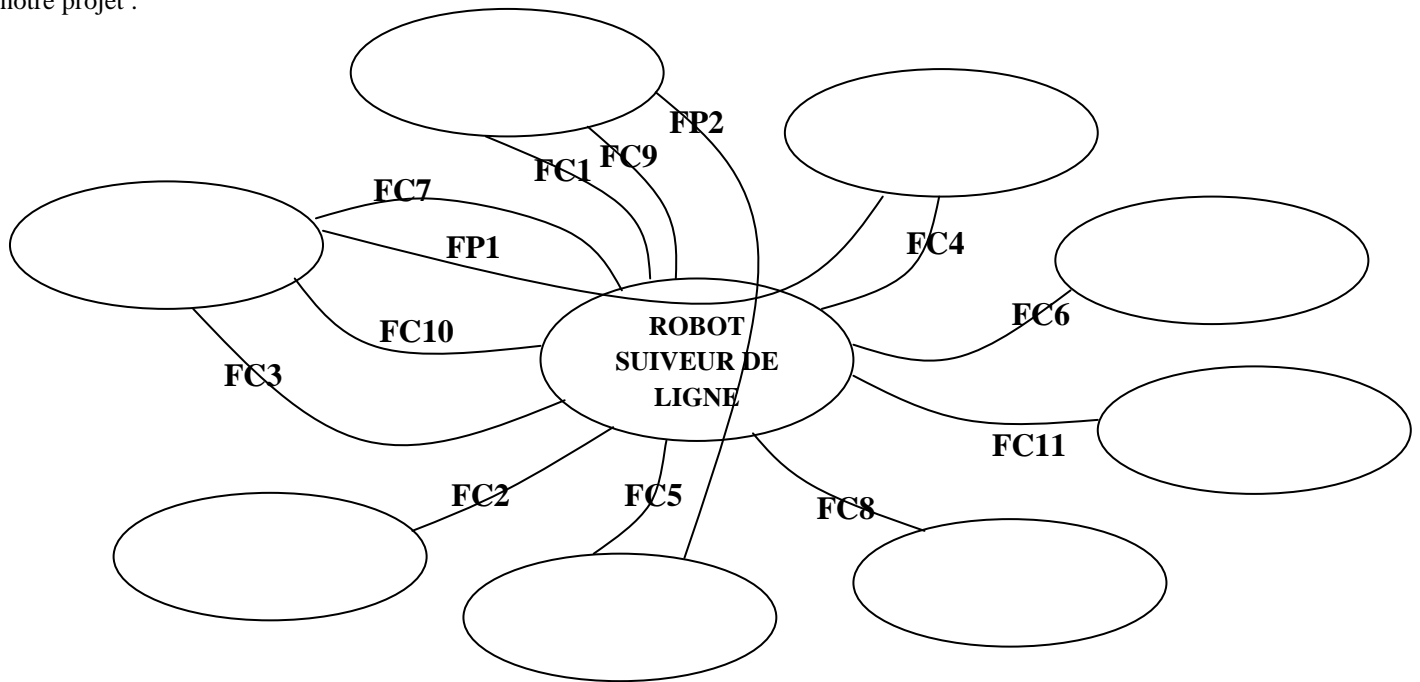 notre projet :
FP2
FC1
FC9
FC7
FP1
FC4
FC6
FC10
FC3
ROBOT
SUIVEUR DE
LIGNE
FC11
FC2
FC5
FC8